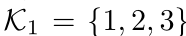 𝒦₁ = {1, 2, 3}